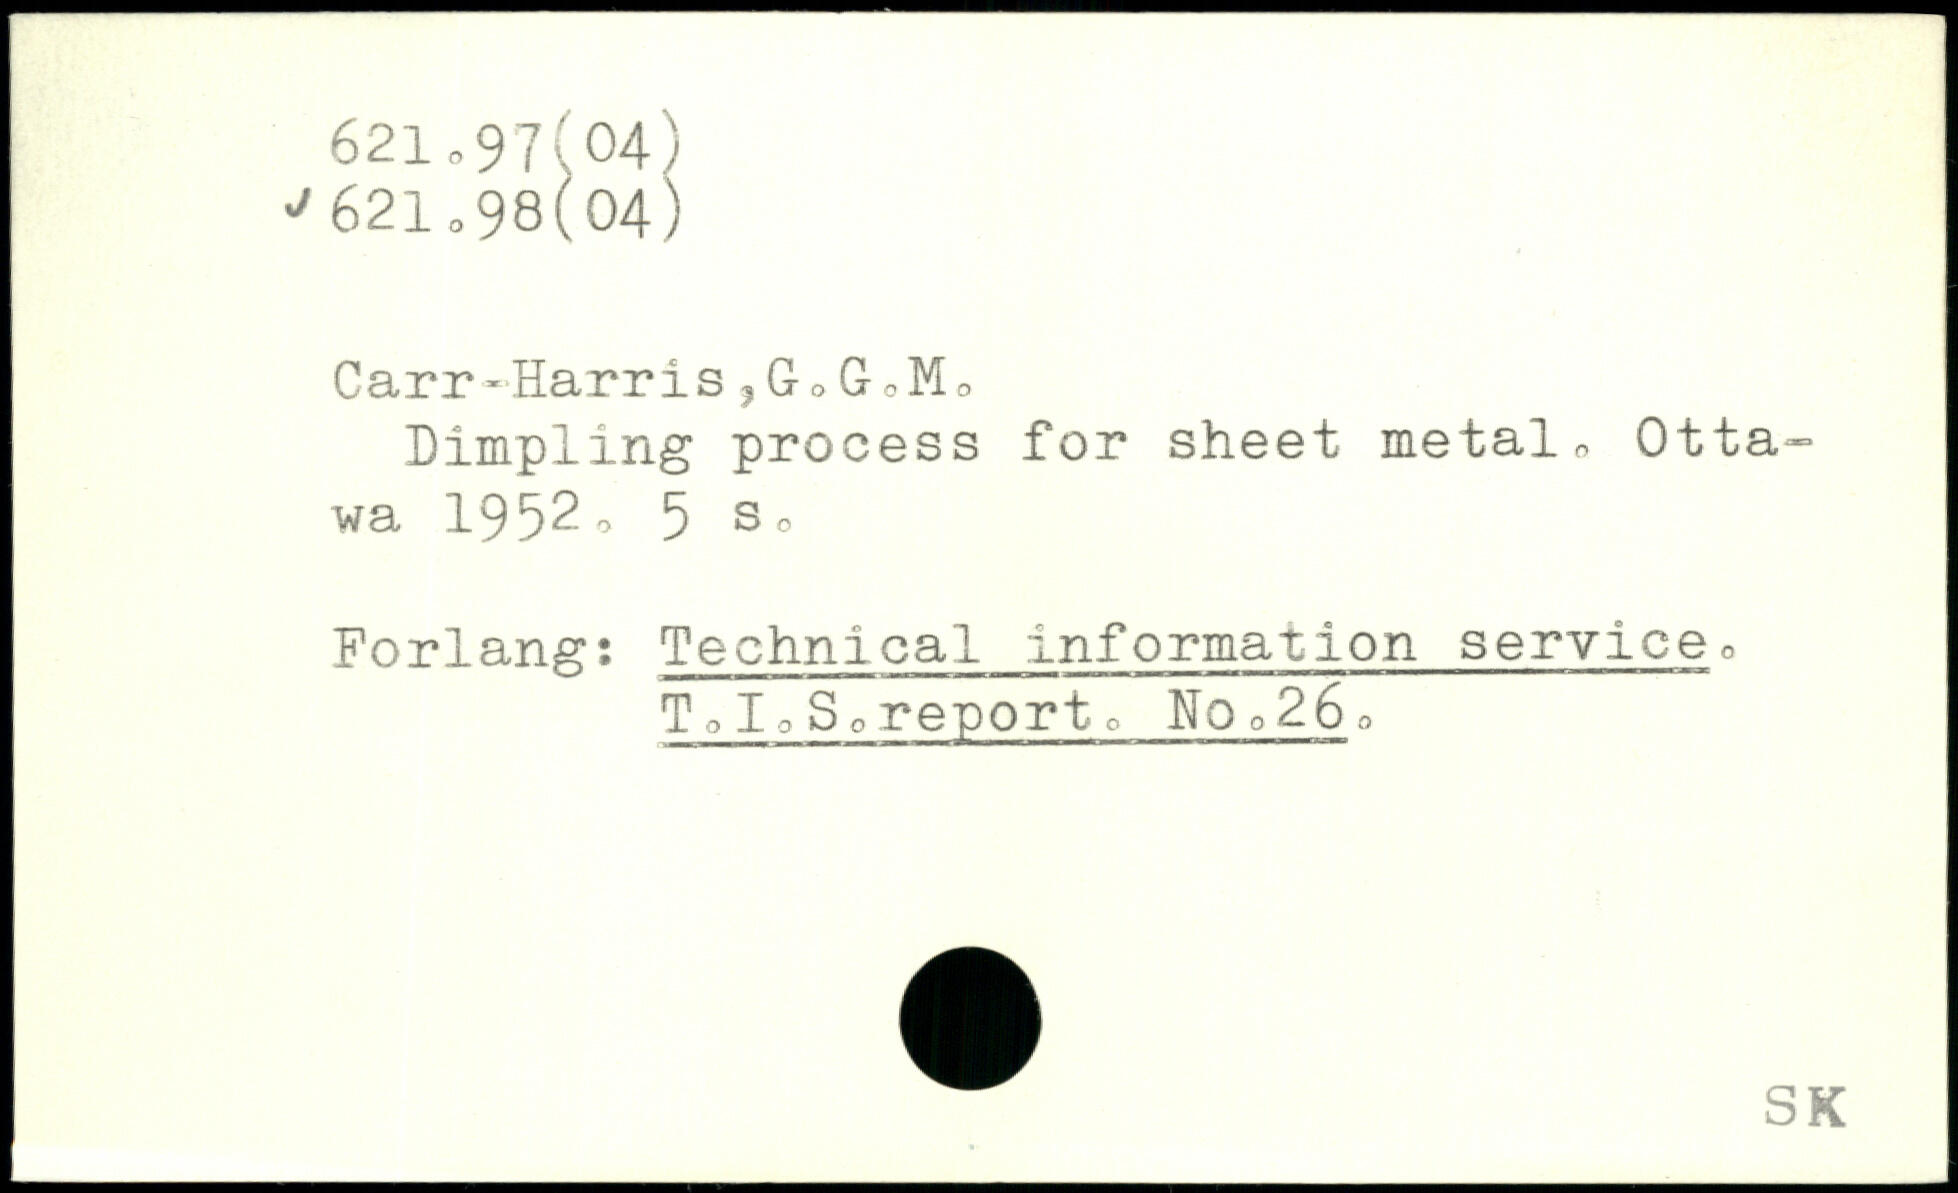 621.97(04)
✓ 621.98(04)
Carr-Harris,G.G.M.
Dimpling process for sheet metal. Otta-
wa 1952. 5 s.
Forlang: Technical information service.
T.I.S.report. No.26.
SK